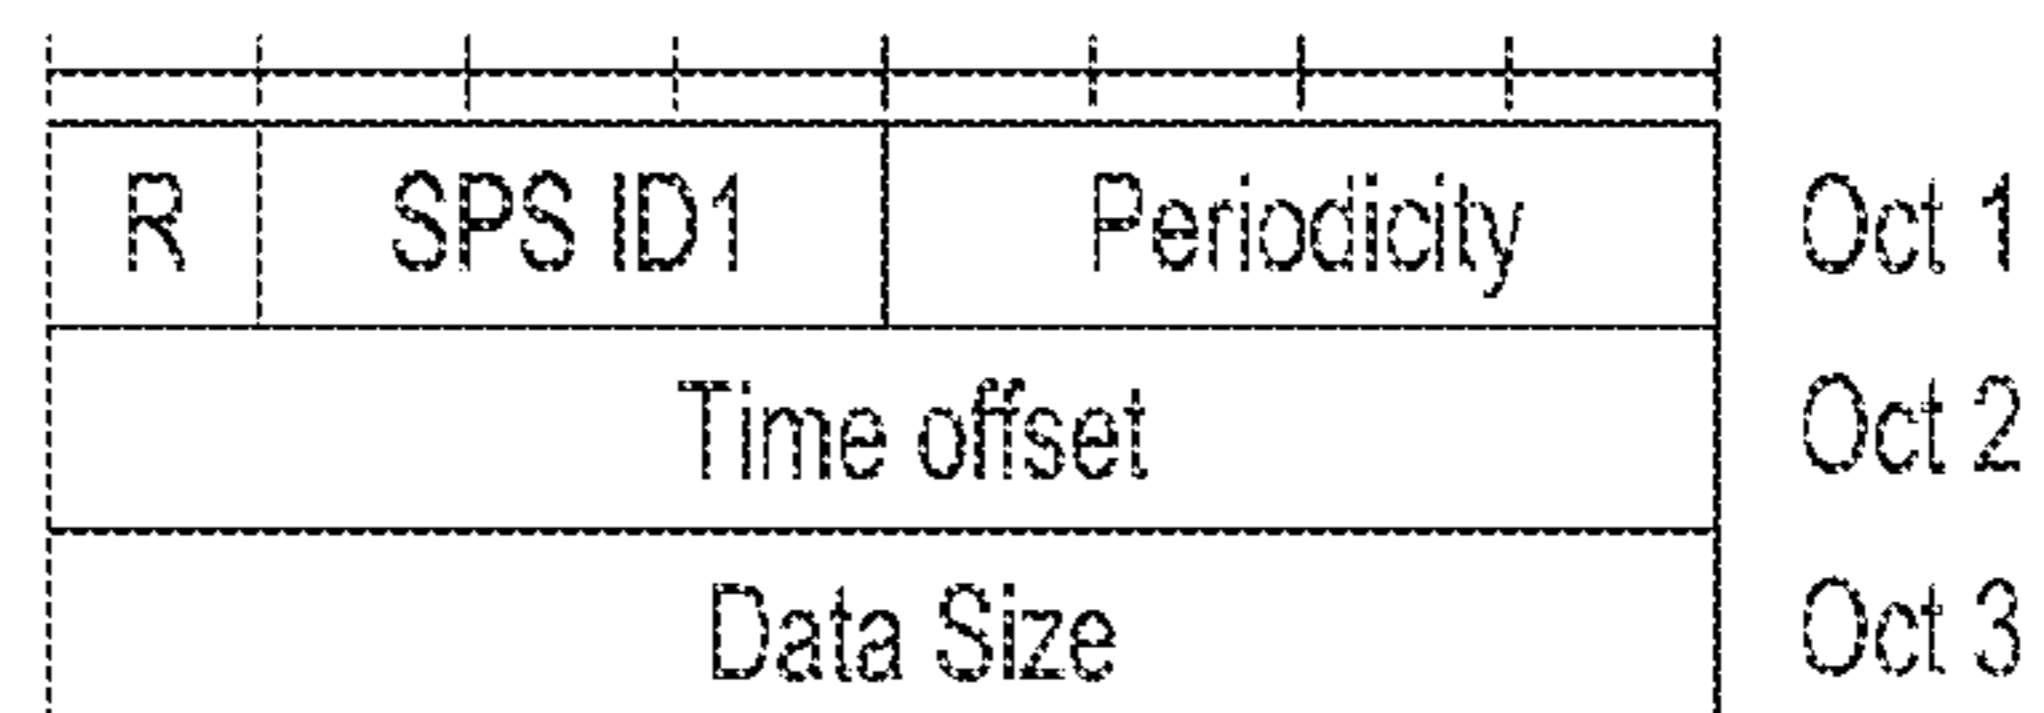 R SPS ID1 Periodicity Oct 1
Time offset Oct 2
Data Size Oct 3